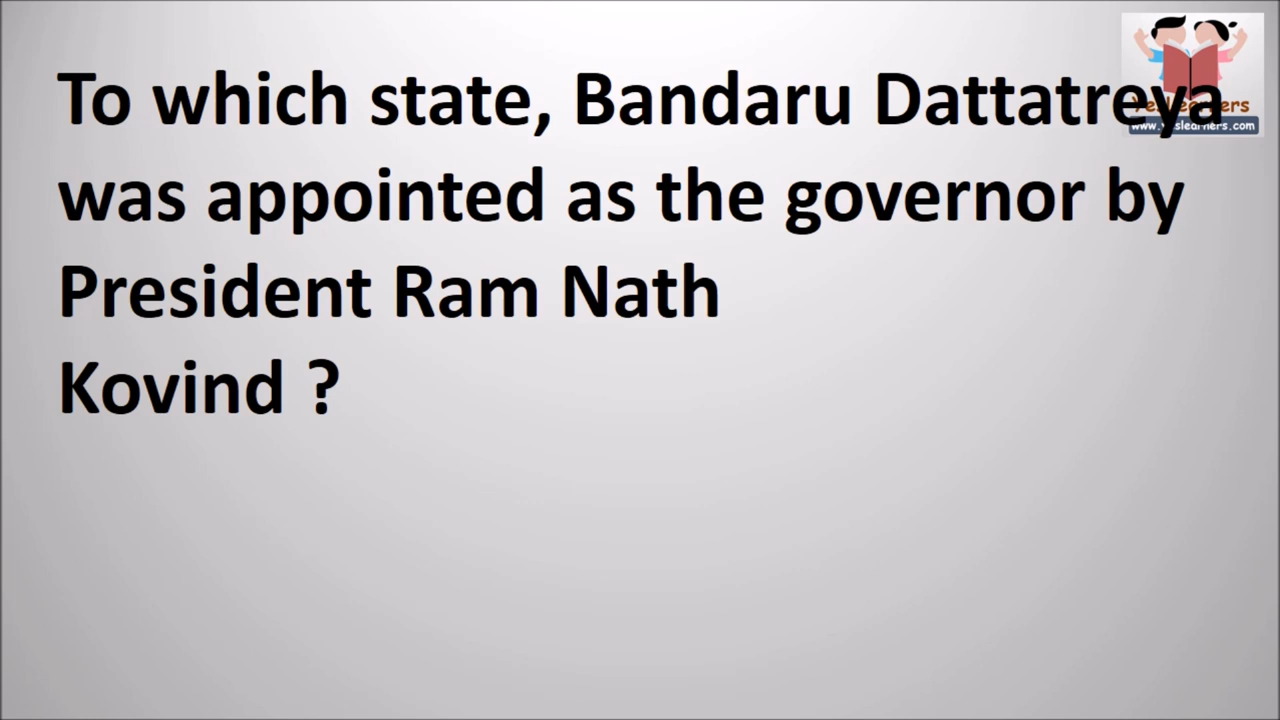 To which state, Bandaru Dattatreya
was appointed as the governor by
President Ram Nath
Kovind ?
www.yeslearners.com